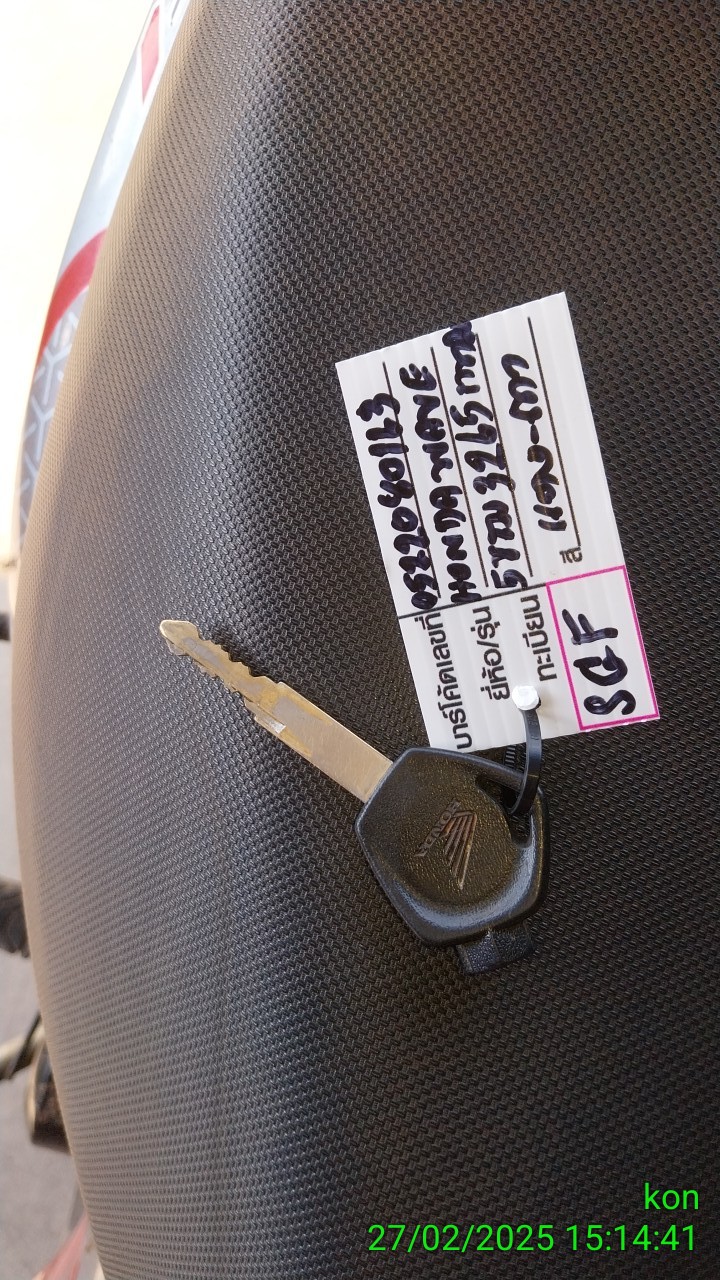 บาร์โค้ดเลขที่
ยี่ห้อ/รุ่น HONDA WAVE
ทะเบียน 3265
สี แดง-เทา
SCF
HONDA
kon
27/02/2025 15:14:41